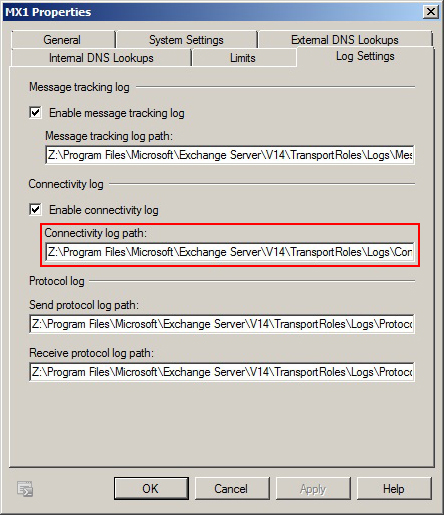 MX1 Properties
General
System Settings
External DNS Lookups
Internal DNS Lookups
Limits
Log Settings
Message tracking log
Enable message tracking log
Message tracking log path:
Z:\Program Files\Microsoft\Exchange Server\V14\TransportRoles\Logs\Mes
Connectivity log
Enable connectivity log
Connectivity log path:
Z:\Program Files\Microsoft\Exchange Server\V14\TransportRoles\Logs\Con
Protocol log
Send protocol log path:
Z:\Program Files\Microsoft\Exchange Server\V14\TransportRoles\Logs\Protoco
Receive protocol log path:
Z:\Program Files\Microsoft\Exchange Server\V14\TransportRoles\Logs\Protoco
OK
Cancel
Apply
Help